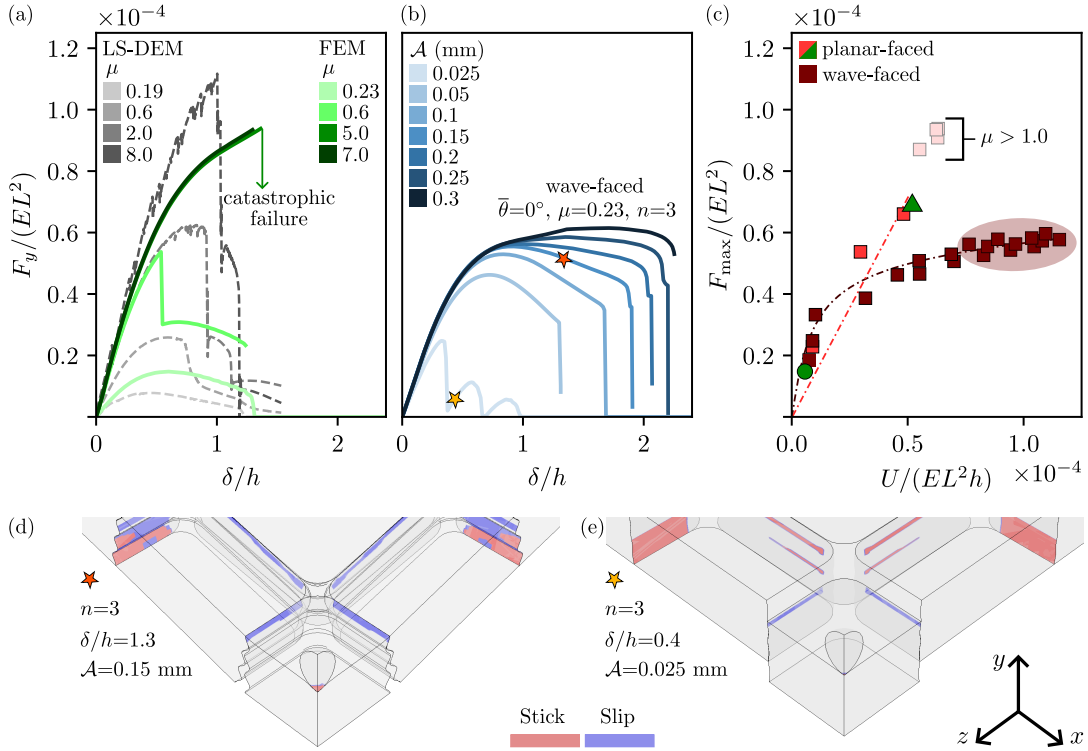 (a)
×10⁻⁴
LS-DEM
FEM
μ
μ
0.19
0.6
2.0
8.0
0.23
0.6
5.0
7.0
catastrophic
failure
1.2
1.0
0.8
0.6
0.4
0.2
F_y/(EL²)
0
1
2
δ/h
(b)
𝒜 (mm)
0.025
0.05
0.1
0.15
0.2
0.25
0.3
wave-faced
θ̅=0°, μ=0.23, n=3
0
1
2
δ/h
(c)
×10⁻⁴
planar-faced
wave-faced
μ > 1.0
1.2
1.0
0.8
0.6
0.4
0.2
F_max/(EL²)
0.0
0.5
1.0
×10⁻⁴
U/(EL²h)
(d)
n=3
δ/h=1.3
𝒜=0.15 mm
(e)
n=3
δ/h=0.4
𝒜=0.025 mm
Stick
Slip
y
z
x